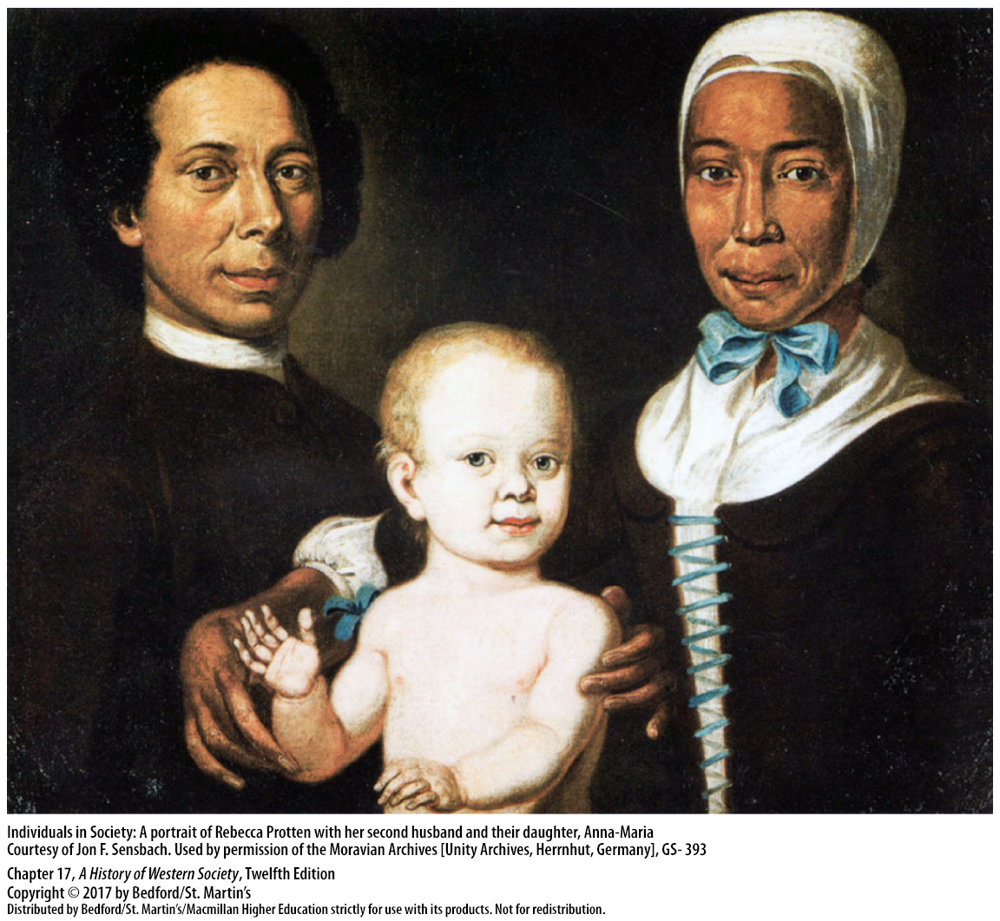 Individuals in Society: A portrait of Rebecca Protten with her second husband and their daughter, Anna-Maria
Courtesy of Jon F. Sensbach. Used by permission of the Moravian Archives [Unity Archives, Herrnhut, Germany], GS- 393
Chapter 17, A History of Western Society, Twelfth Edition
Copyright © 2017 by Bedford/St. Martin's
Distributed by Bedford/St. Martin's/Macmillan Higher Education strictly for use with its products. Not for redistribution.